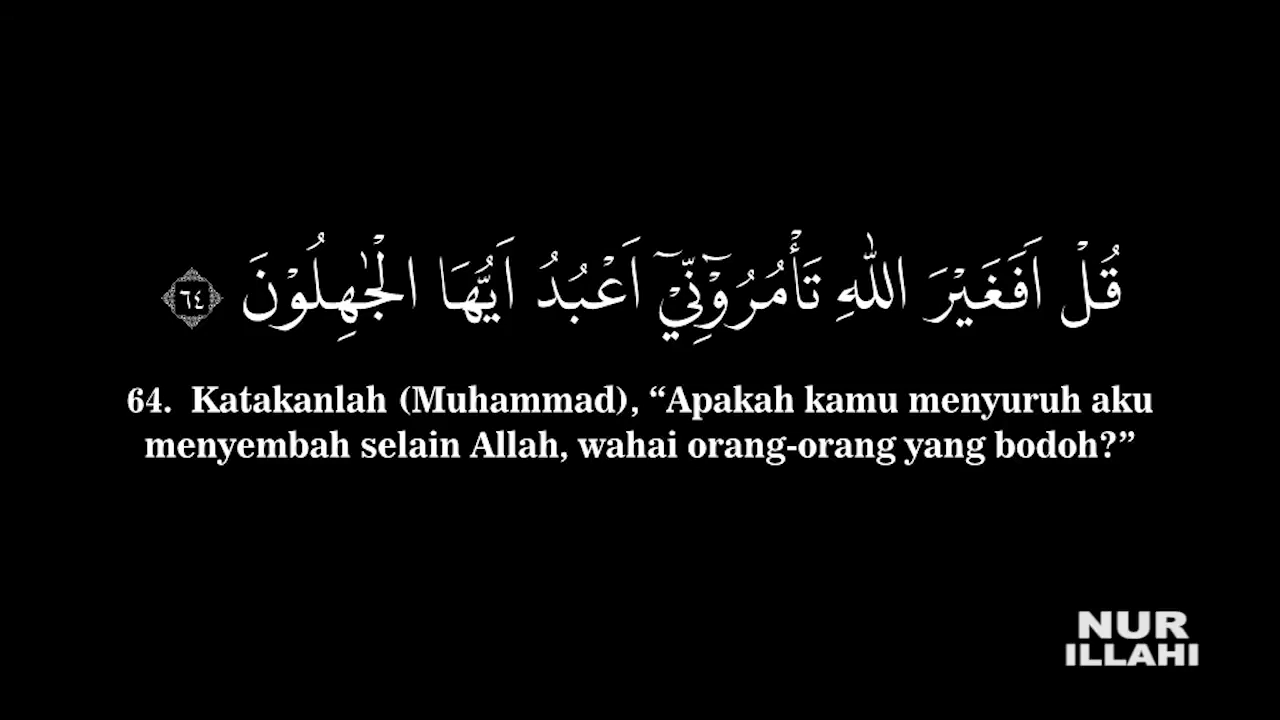 قُلْ اَفَغَيْرَ اللّٰهِ تَأْمُرُوْۤنِّيْۤ اَعْبُدُ اَيُّهَا الْجٰهِلُوْنَ ٦٤
64. Katakanlah (Muhammad), “Apakah kamu menyuruh aku
menyembah selain Allah, wahai orang-orang yang bodoh?”
NUR
ILLAHI